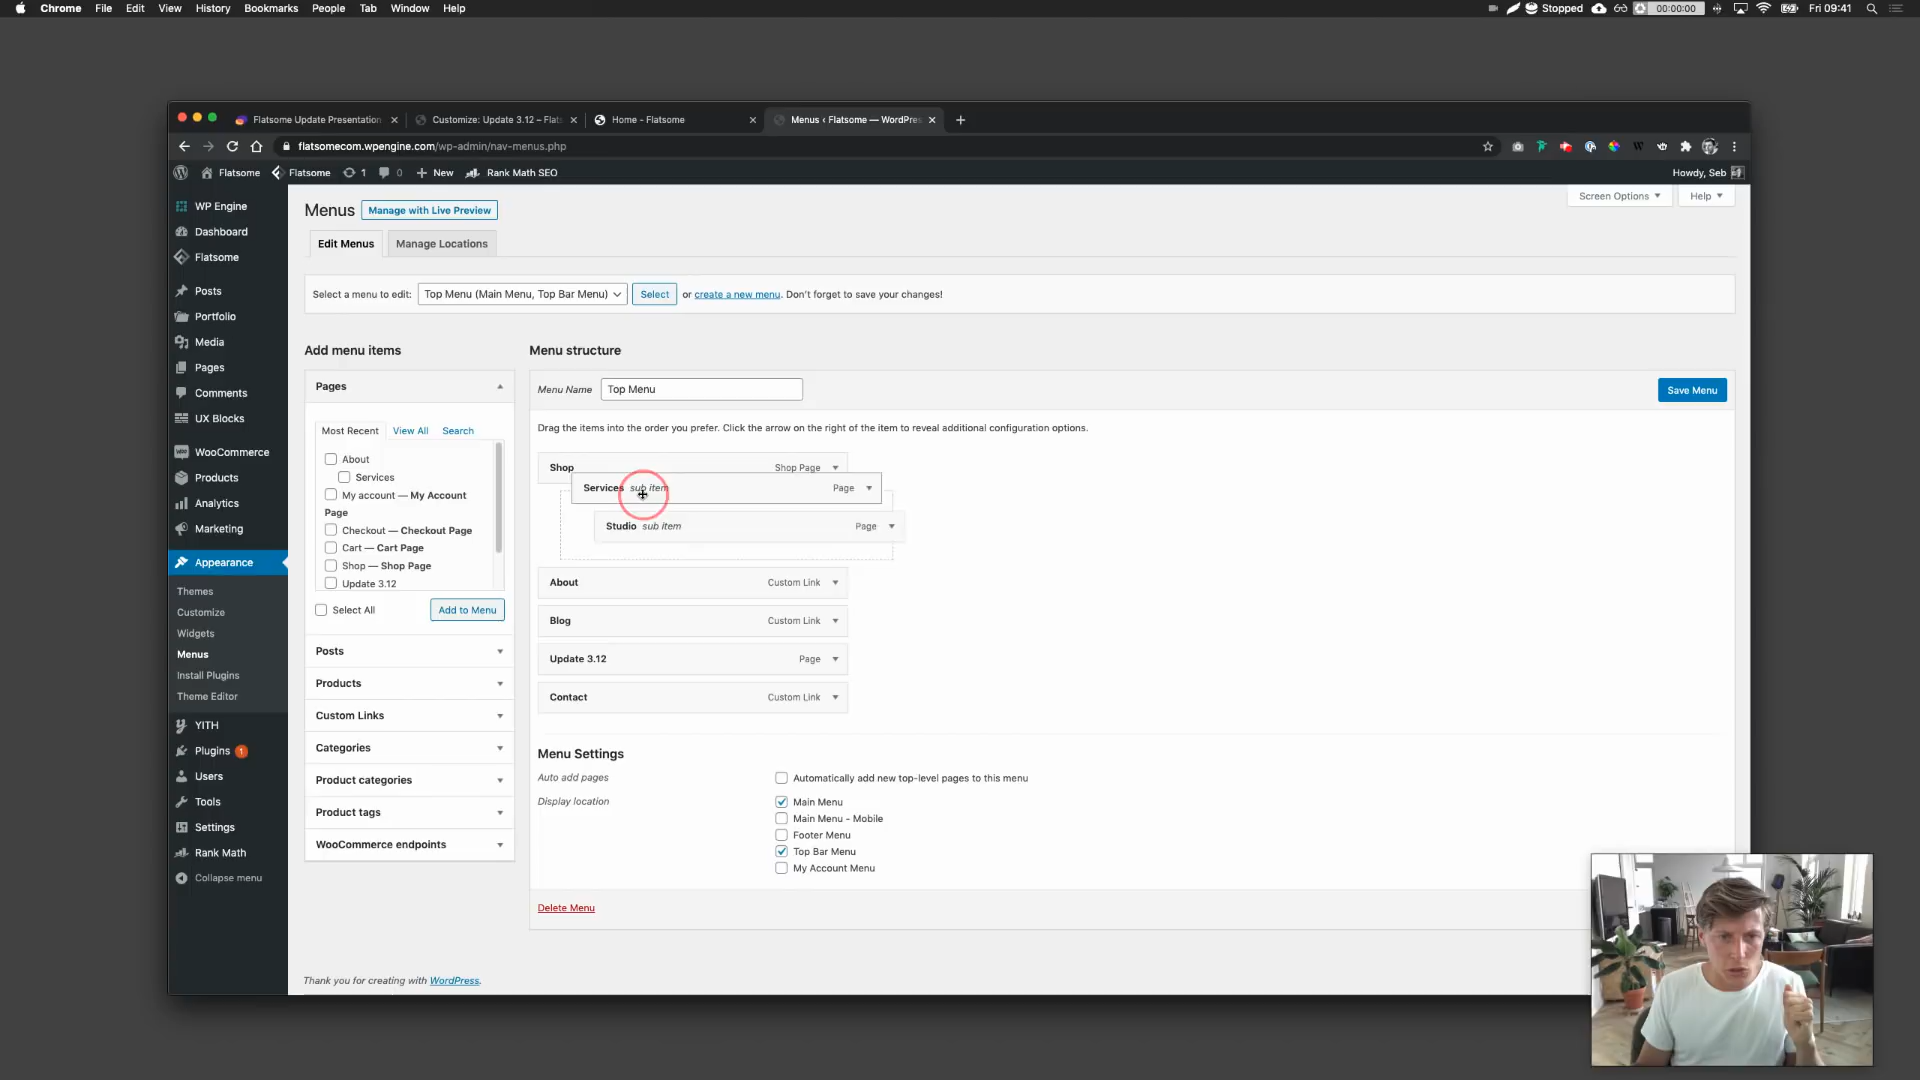 Chrome File Edit View History Bookmarks People Tab Window Help
Stopped 00:00:00 Fri 09:41
Flatsome Update Presentation
Customize: Update 3.12 – Flats
Home - Flatsome
Menus ‹ Flatsome — WordPres
flatsomecom.wpengine.com/wp-admin/nav-menus.php
Flatsome Flatsome 1 0 New Rank Math SEO Howdy, Seb
WP Engine
Dashboard
Flatsome
Posts
Portfolio
Media
Pages
Comments
UX Blocks
WooCommerce
Products
Analytics
Marketing
Appearance
Themes
Customize
Widgets
Menus
Install Plugins
Theme Editor
YITH
Plugins 1
Users
Tools
Settings
Rank Math
Collapse menu
Screen Options Help
Menus Manage with Live Preview
Edit Menus Manage Locations
Select a menu to edit: Top Menu (Main Menu, Top Bar Menu) Select or create a new menu. Don't forget to save your changes!
Add menu items
Pages
Most Recent View All Search
About
Services
My account — My Account
Page
Checkout — Checkout Page
Cart — Cart Page
Shop — Shop Page
Update 3.12
Select All Add to Menu
Posts
Products
Custom Links
Categories
Product categories
Product tags
WooCommerce endpoints
Menu structure
Menu Name Top Menu Save Menu
Drag the items into the order you prefer. Click the arrow on the right of the item to reveal additional configuration options.
Shop Shop Page
Services sub item Page
Studio sub item Page
About Custom Link
Blog Custom Link
Update 3.12 Page
Contact Custom Link
Menu Settings
Auto add pages Automatically add new top-level pages to this menu
Display location Main Menu
Main Menu - Mobile
Footer Menu
Top Bar Menu
My Account Menu
Delete Menu
Thank you for creating with WordPress.